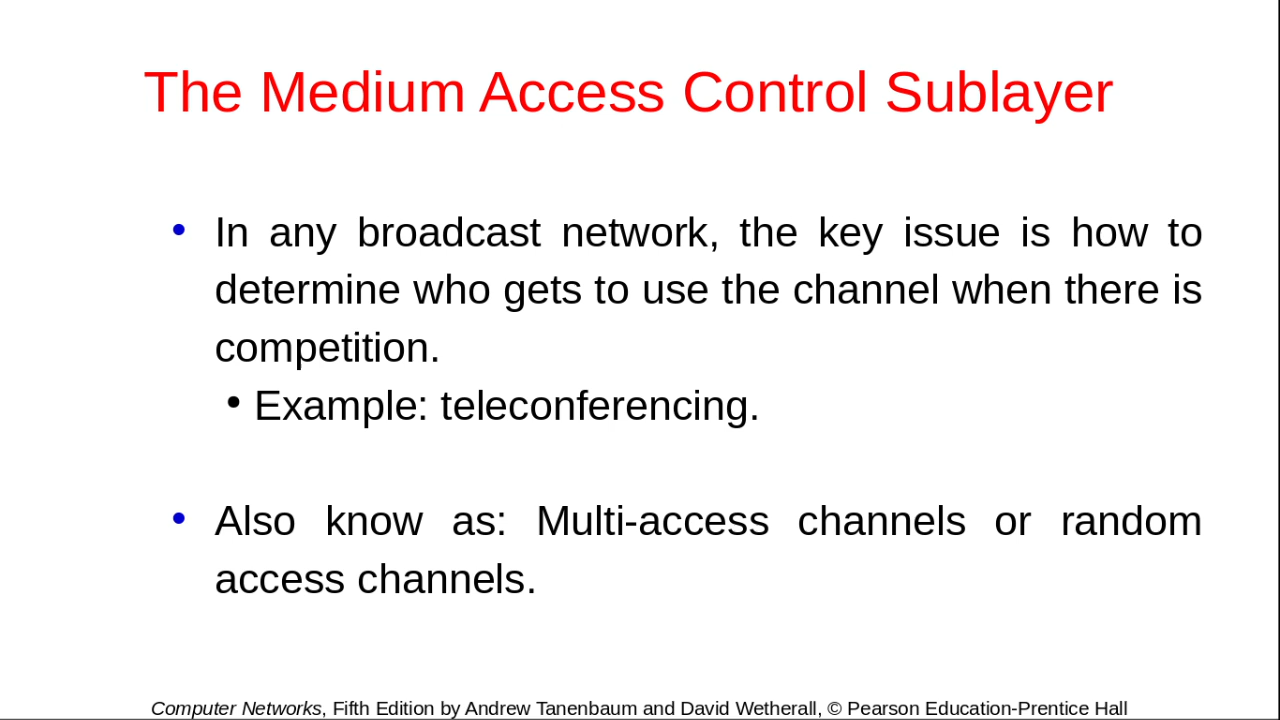 The Medium Access Control Sublayer
• In any broadcast network, the key issue is how to
determine who gets to use the channel when there is
competition.
• Example: teleconferencing.
• Also know as: Multi-access channels or random
access channels.
Computer Networks, Fifth Edition by Andrew Tanenbaum and David Wetherall, © Pearson Education-Prentice Hall